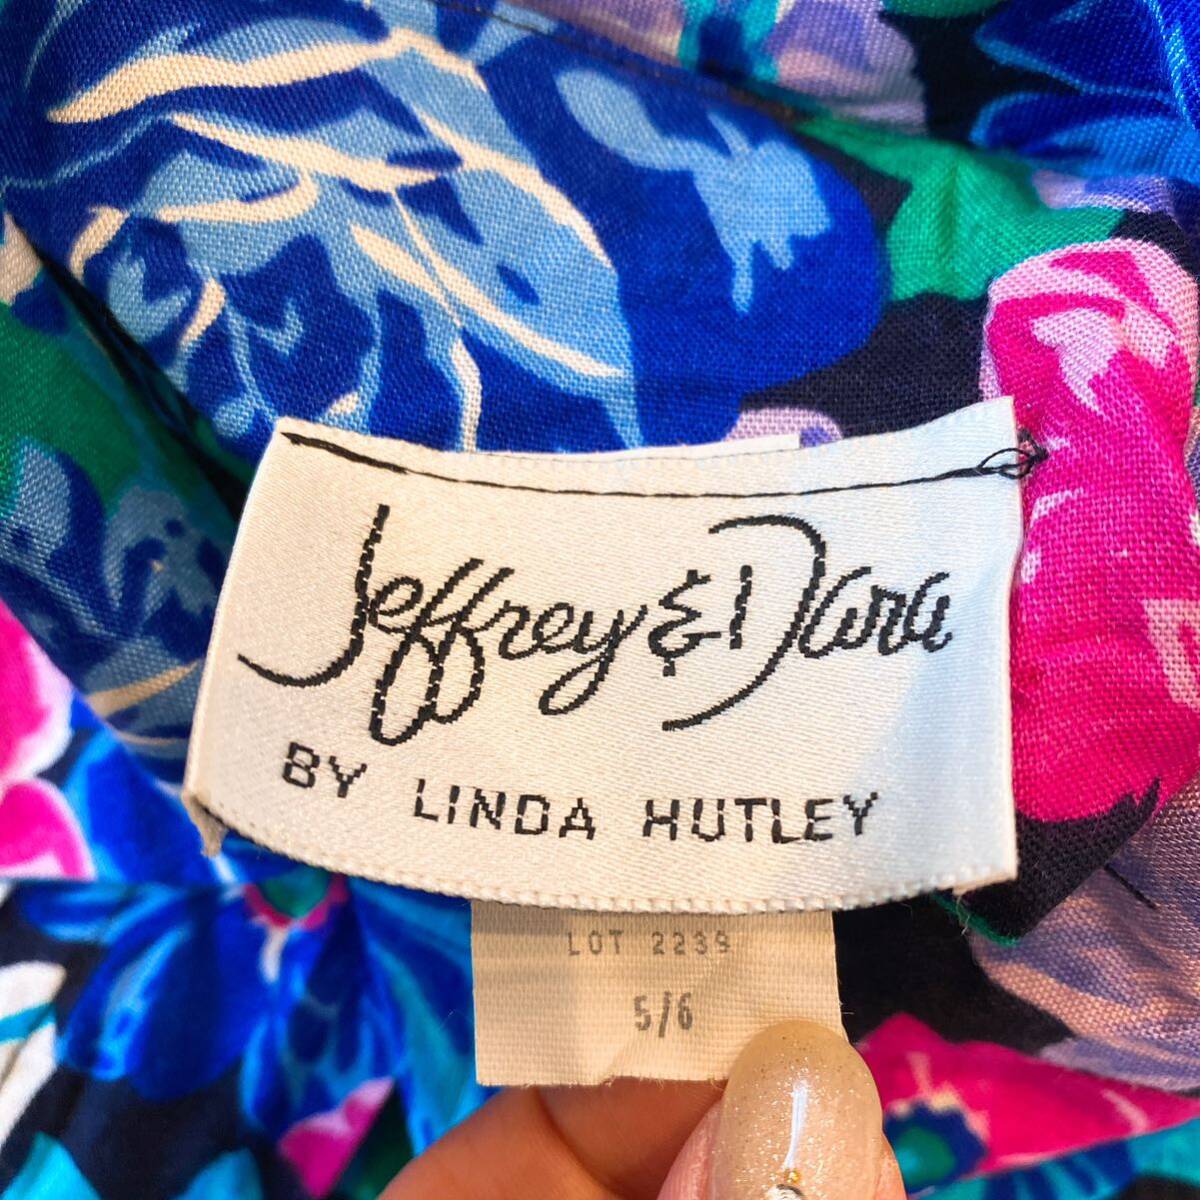 Jeffrey & Dara
BY LINDA HUTLEY
LOT 2239
5/6